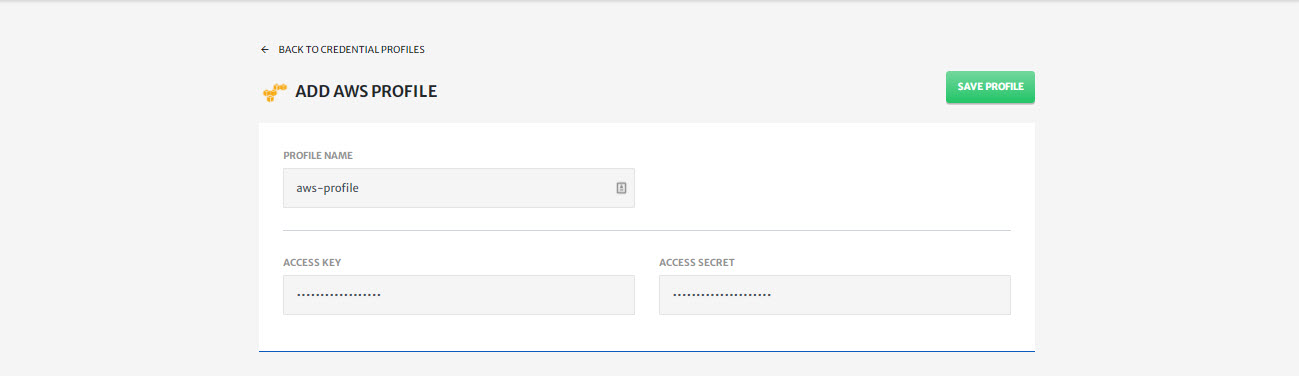 BACK TO CREDENTIAL PROFILES
ADD AWS PROFILE
SAVE PROFILE
PROFILE NAME
aws-profile
ACCESS KEY
ACCESS SECRET